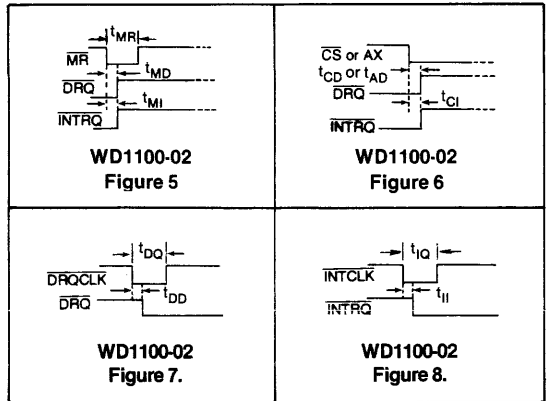 tMR
MR
tMD
DRQ
tMI
INTRQ
WD1100-02
Figure 5
CS or AX
tCD or tAD
DRQ
tCI
INTRQ
WD1100-02
Figure 6
tDQ
DRQCLK
DRQ
tDD
WD1100-02
Figure 7.
tIQ
INTCLK
INTRQ
tII
WD1100-02
Figure 8.